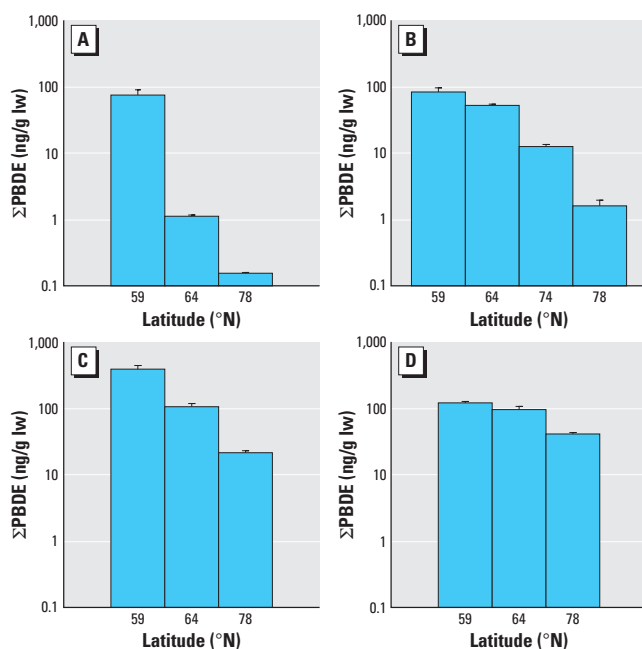 A
ΣPBDE (ng/g lw)
1,000
100
10
1
0.1
59 64 78
Latitude (°N)
B
ΣPBDE (ng/g lw)
1,000
100
10
1
0.1
59 64 74 78
Latitude (°N)
C
ΣPBDE (ng/g lw)
1,000
100
10
1
0.1
59 64 78
Latitude (°N)
D
ΣPBDE (ng/g lw)
1,000
100
10
1
0.1
59 64 78
Latitude (°N)